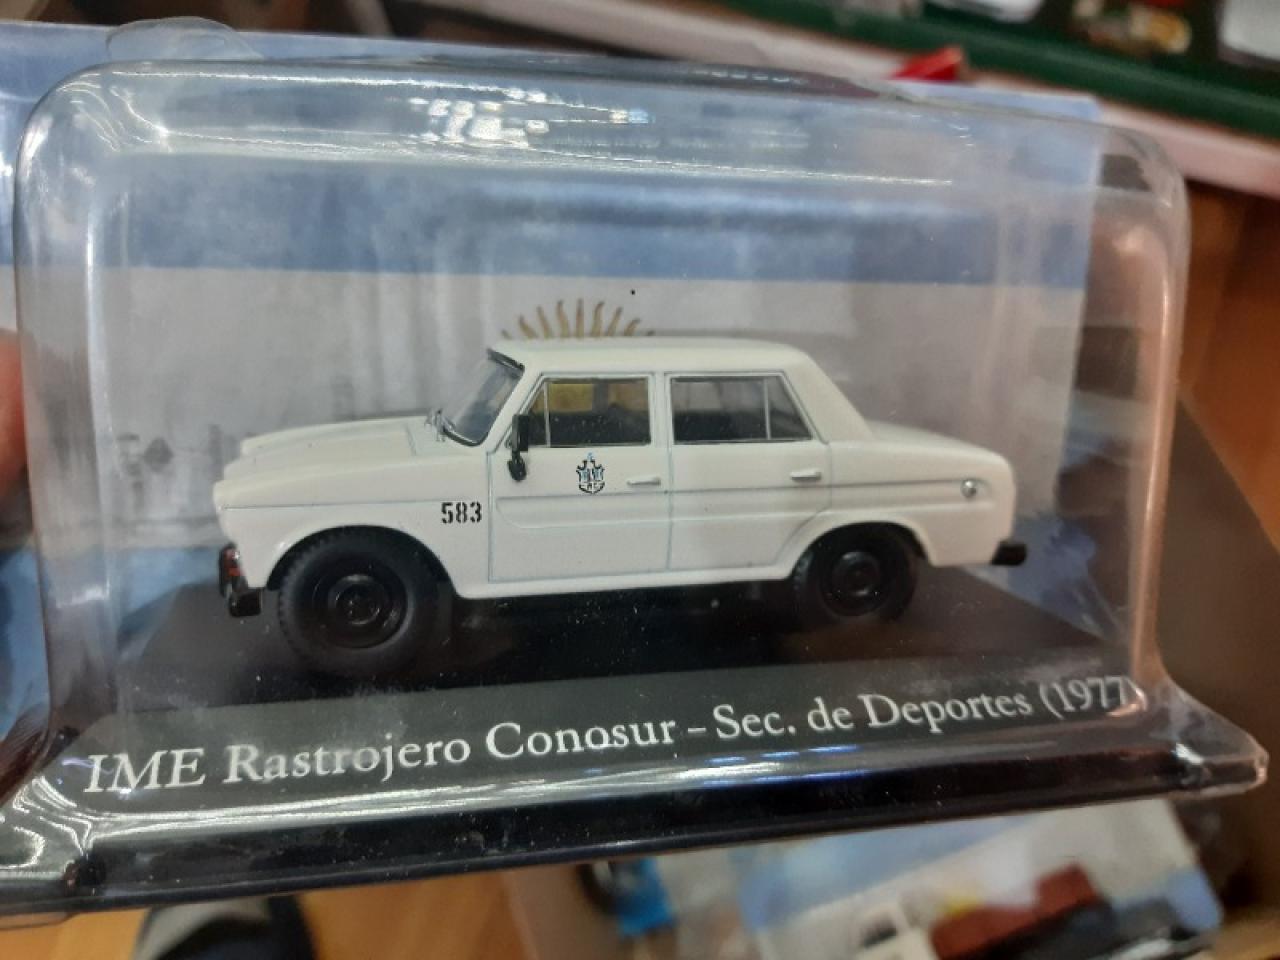 583
IME Rastrojero Conosur - Sec. de Deportes (1977)